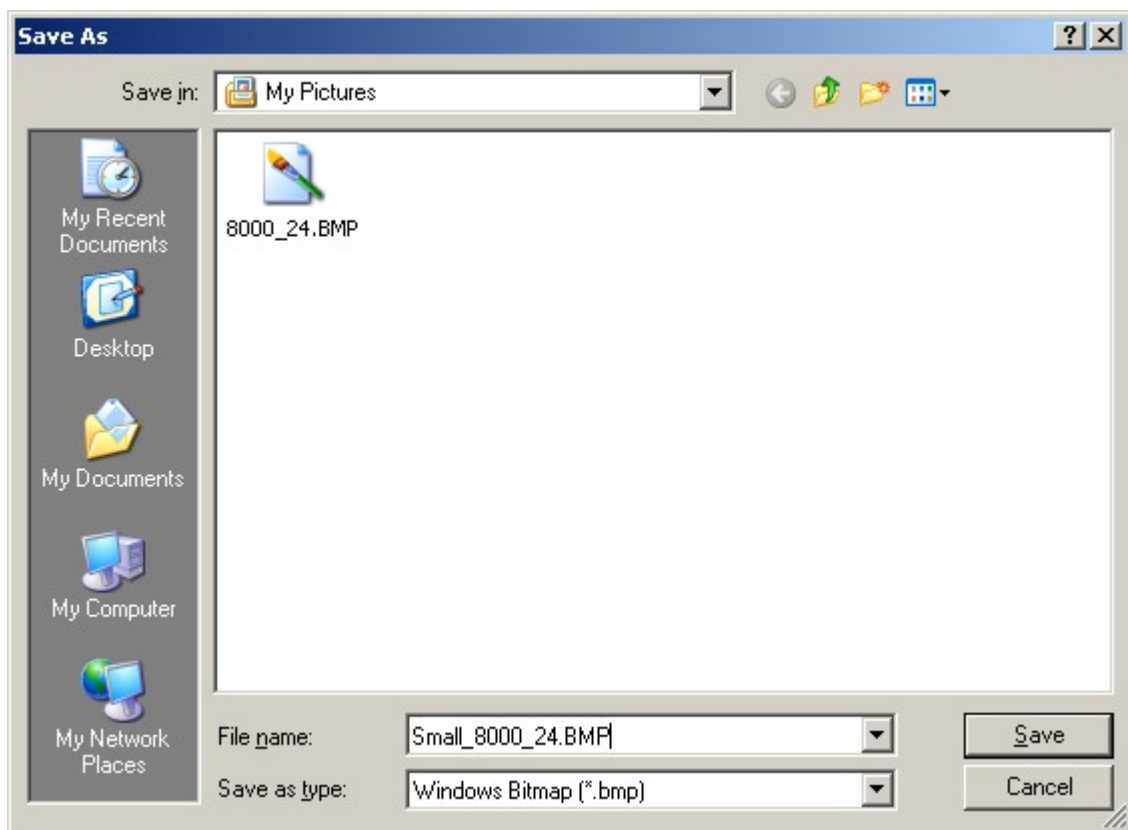 Save As
Save in:
My Pictures
My Recent
Documents
Desktop
My Documents
My Computer
My Network
Places
8000_24.BMP
File name:
Small_8000_24.BMP
Save
Save as type:
Windows Bitmap (*.bmp)
Cancel